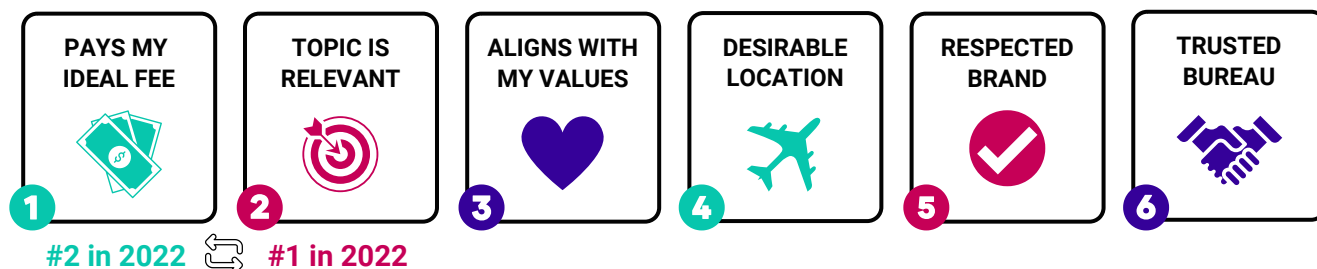 PAYS MY
IDEAL FEE
1
TOPIC IS
RELEVANT
2
ALIGNS WITH
MY VALUES
3
DESIRABLE
LOCATION
4
RESPECTED
BRAND
5
TRUSTED
BUREAU
6
#2 in 2022
#1 in 2022